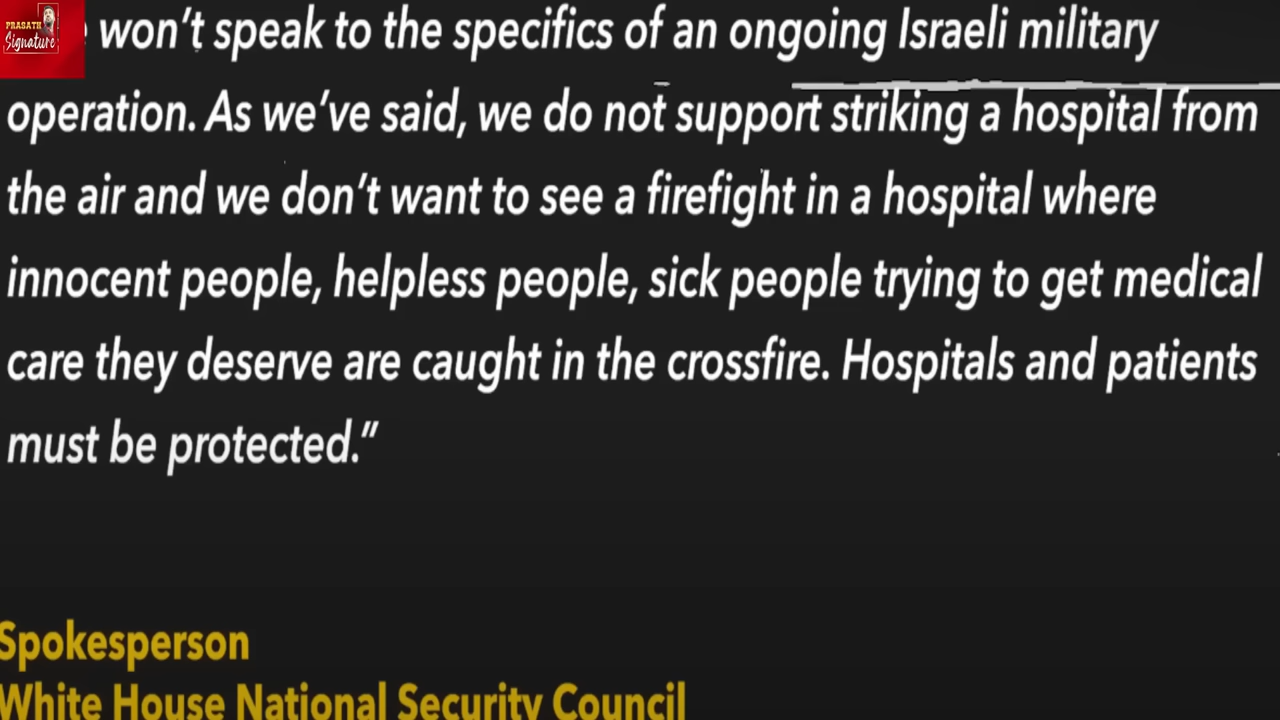 PRASATH
Signature
won’t speak to the specifics of an ongoing Israeli military
operation. As we’ve said, we do not support striking a hospital from
the air and we don’t want to see a firefight in a hospital where
innocent people, helpless people, sick people trying to get medical
care they deserve are caught in the crossfire. Hospitals and patients
must be protected.”
Spokesperson
White House National Security Council